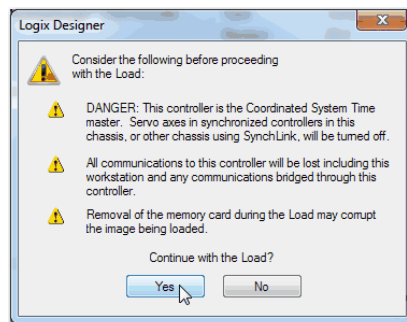 Logix Designer
Consider the following before proceeding
with the Load:
DANGER: This controller is the Coordinated System Time
master. Servo axes in synchronized controllers in this
chassis, or other chassis using SynchLink, will be turned off.
All communications to this controller will be lost including this
workstation and any communications bridged through this
controller.
Removal of the memory card during the Load may corrupt
the image being loaded.
Continue with the Load?
Yes No